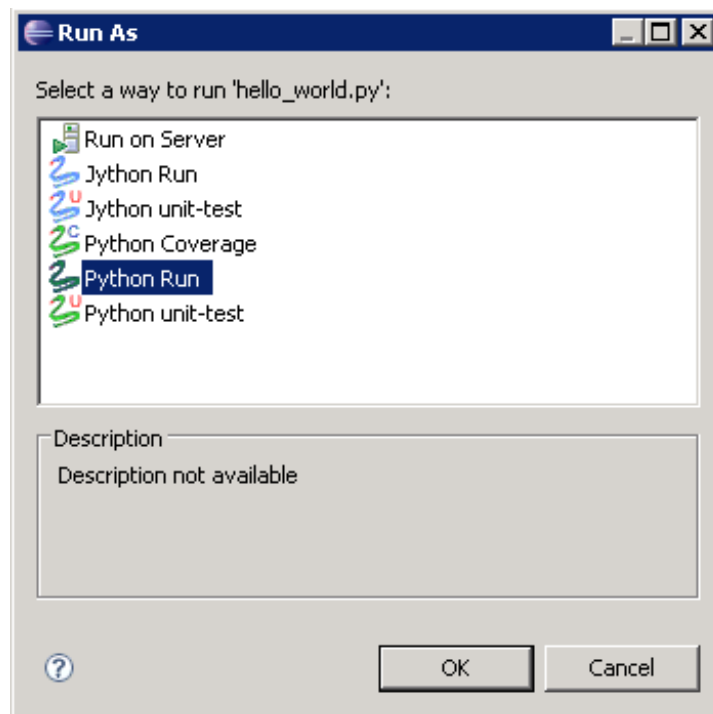 Run As
Select a way to run 'hello_world.py':
Run on Server
Jython Run
Jython unit-test
Python Coverage
Python Run
Python unit-test
Description
Description not available
OK Cancel